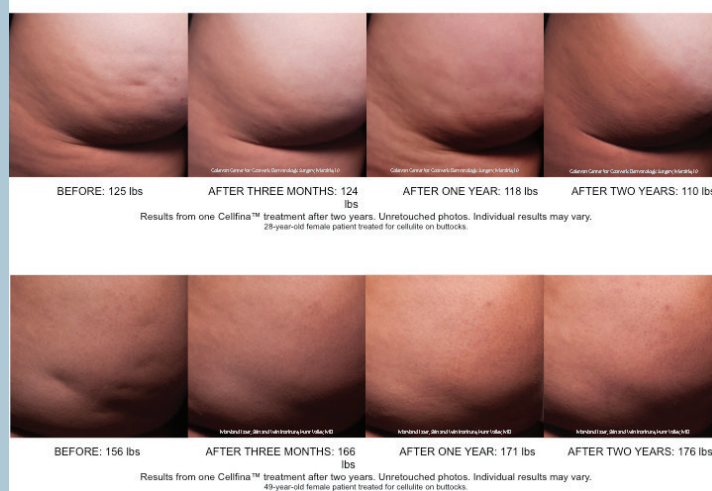 BEFORE: 125 lbs
AFTER THREE MONTHS: 124
lbs
AFTER ONE YEAR: 118 lbs
AFTER TWO YEARS: 110 lbs
Results from one Cellfina™ treatment after two years. Unretouched photos. Individual results may vary.
28-year-old female patient treated for cellulite on buttocks.
BEFORE: 156 lbs
AFTER THREE MONTHS: 166
lbs
AFTER ONE YEAR: 171 lbs
AFTER TWO YEARS: 176 lbs
Results from one Cellfina™ treatment after two years. Unretouched photos. Individual results may vary.
49-year-old female patient treated for cellulite on buttocks.